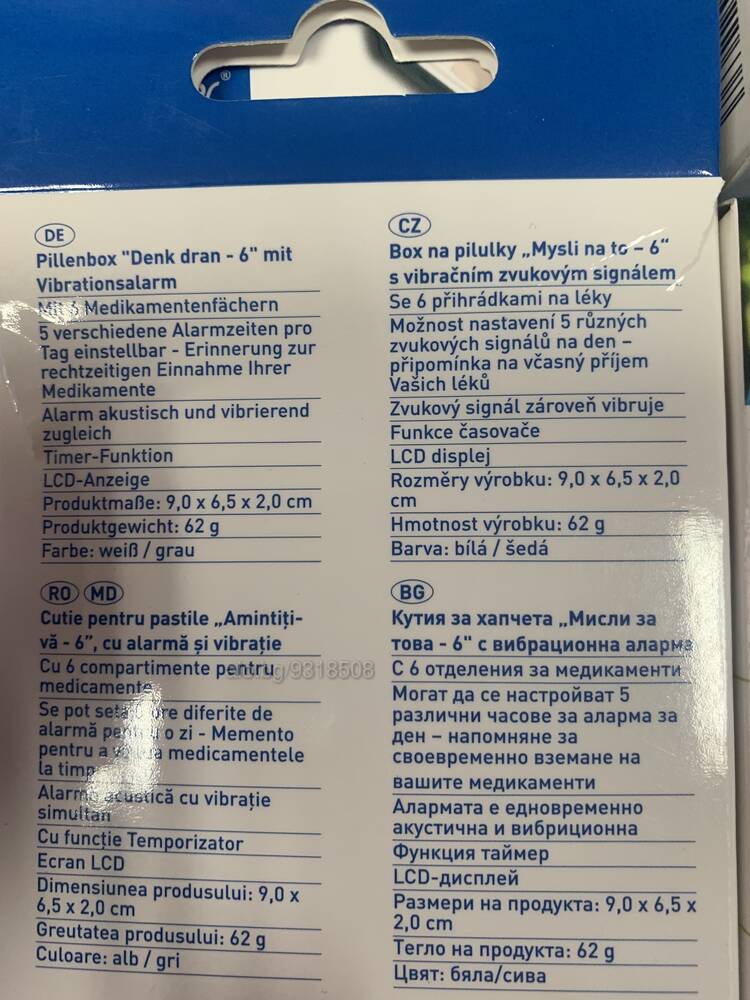 DE
Pillenbox "Denk dran - 6" mit
Vibrationsalarm
Mit 6 Medikamentenfächern
5 verschiedene Alarmzeiten pro
Tag einstellbar - Erinnerung zur
rechtzeitigen Einnahme Ihrer
Medikamente
Alarm akustisch und vibrierend
zugleich
Timer-Funktion
LCD-Anzeige
Produktmaße: 9,0 x 6,5 x 2,0 cm
Produktgewicht: 62 g
Farbe: weiß / grau
CZ
Box na pilulky „Mysli na to – 6“
s vibračním zvukovým signálem
Se 6 přihrádkami na léky
Možnost nastavení 5 různých
zvukových signálů na den –
připomínka na včasný příjem
Vašich léků
Zvukový signál zároveň vibruje
Funkce časovače
LCD displej
Rozměry výrobku: 9,0 x 6,5 x 2,0
cm
Hmotnost výrobku: 62 g
Barva: bílá / šedá
RO MD
Cutie pentru pastile „Amintiți-
vă - 6”, cu alarmă și vibrație
Cu 6 compartimente pentru
medicamente
Se pot diferite de
alarmă o zi - Memento
pentru a medicamentele
la
Alarmă acustică cu vibrație
simultan
Cu funcție Temporizator
Ecran LCD
Dimensiunea produsului: 9,0 x
6,5 x 2,0 cm
Greutatea produsului: 62 g
Culoare: alb / gri
BG
Кутия за хапчета „Мисли за
това - 6" с вибрационна аларма
С 6 отделения за медикаменти
Могат да се настройват 5
различни часове за аларма за
ден – напомняне за
своевременно вземане на
вашите медикаменти
Алармата е едновременно
акустична и вибриционна
Функция таймер
LCD-дисплей
Размери на продукта: 9,0 x 6,5 x
2,0 cm
Тегло на продукта: 62 g
Цвят: бяла/сива